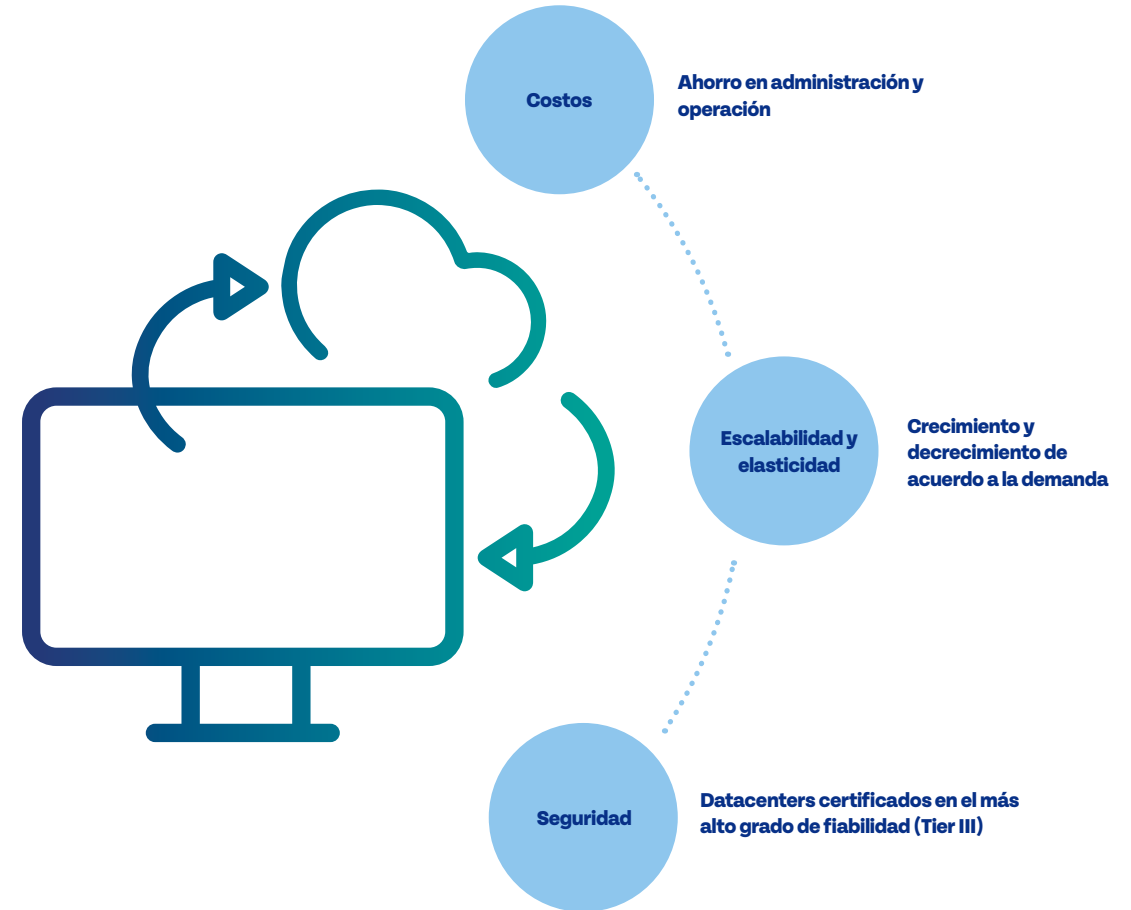 Costos
Ahorro en administración y
operación
Escalabilidad y
elasticidad
Crecimiento y
decrecimiento de
acuerdo a la demanda
Seguridad
Datacenters certificados en el más
alto grado de fiabilidad (Tier III)